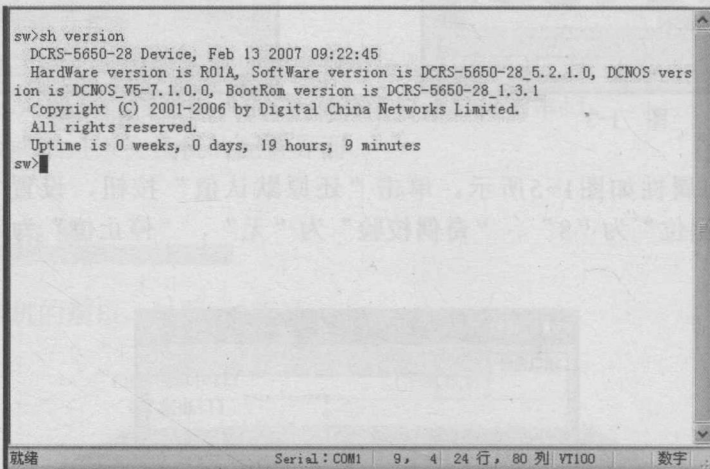 sw>sh version
DCRS-5650-28 Device, Feb 13 2007 09:22:45
HardWare version is R01A, SoftWare version is DCRS-5650-28_5.2.1.0, DCNOS vers
ion is DCNOS_V5-7.1.0.0, BootRom version is DCRS-5650-28_1.3.1
Copyright (C) 2001-2006 by Digital China Networks Limited.
All rights reserved.
Uptime is 0 weeks, 0 days, 19 hours, 9 minutes
sw>
就绪 Serial：COM1 9， 4 24 行，80 列 VT100 数字